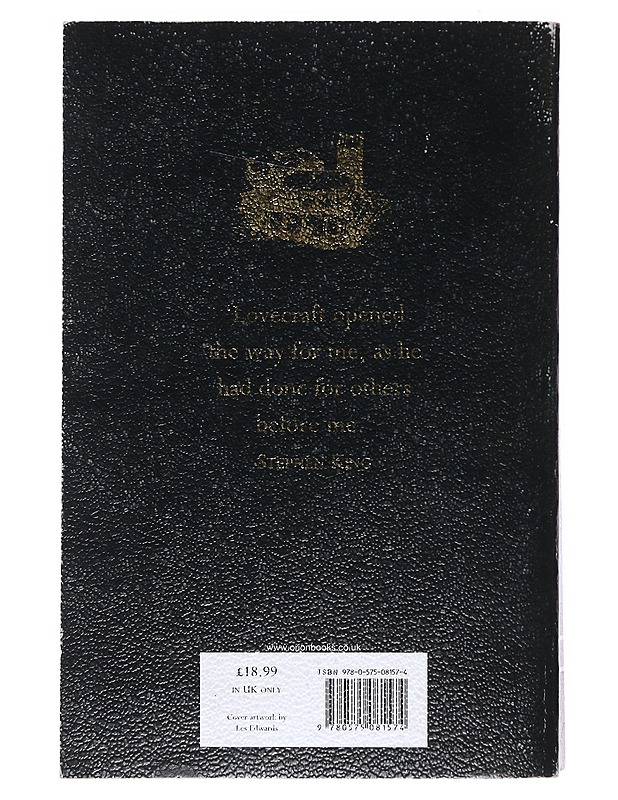 'Lovecraft opened
the way for me, as he
had done for others
before me.'
STEPHEN KING
www.orionbooks.co.uk
£18.99
IN UK ONLY
Cover artwork by
Les Edwards
ISBN 978-0-575-08157-4
9 780575 081574